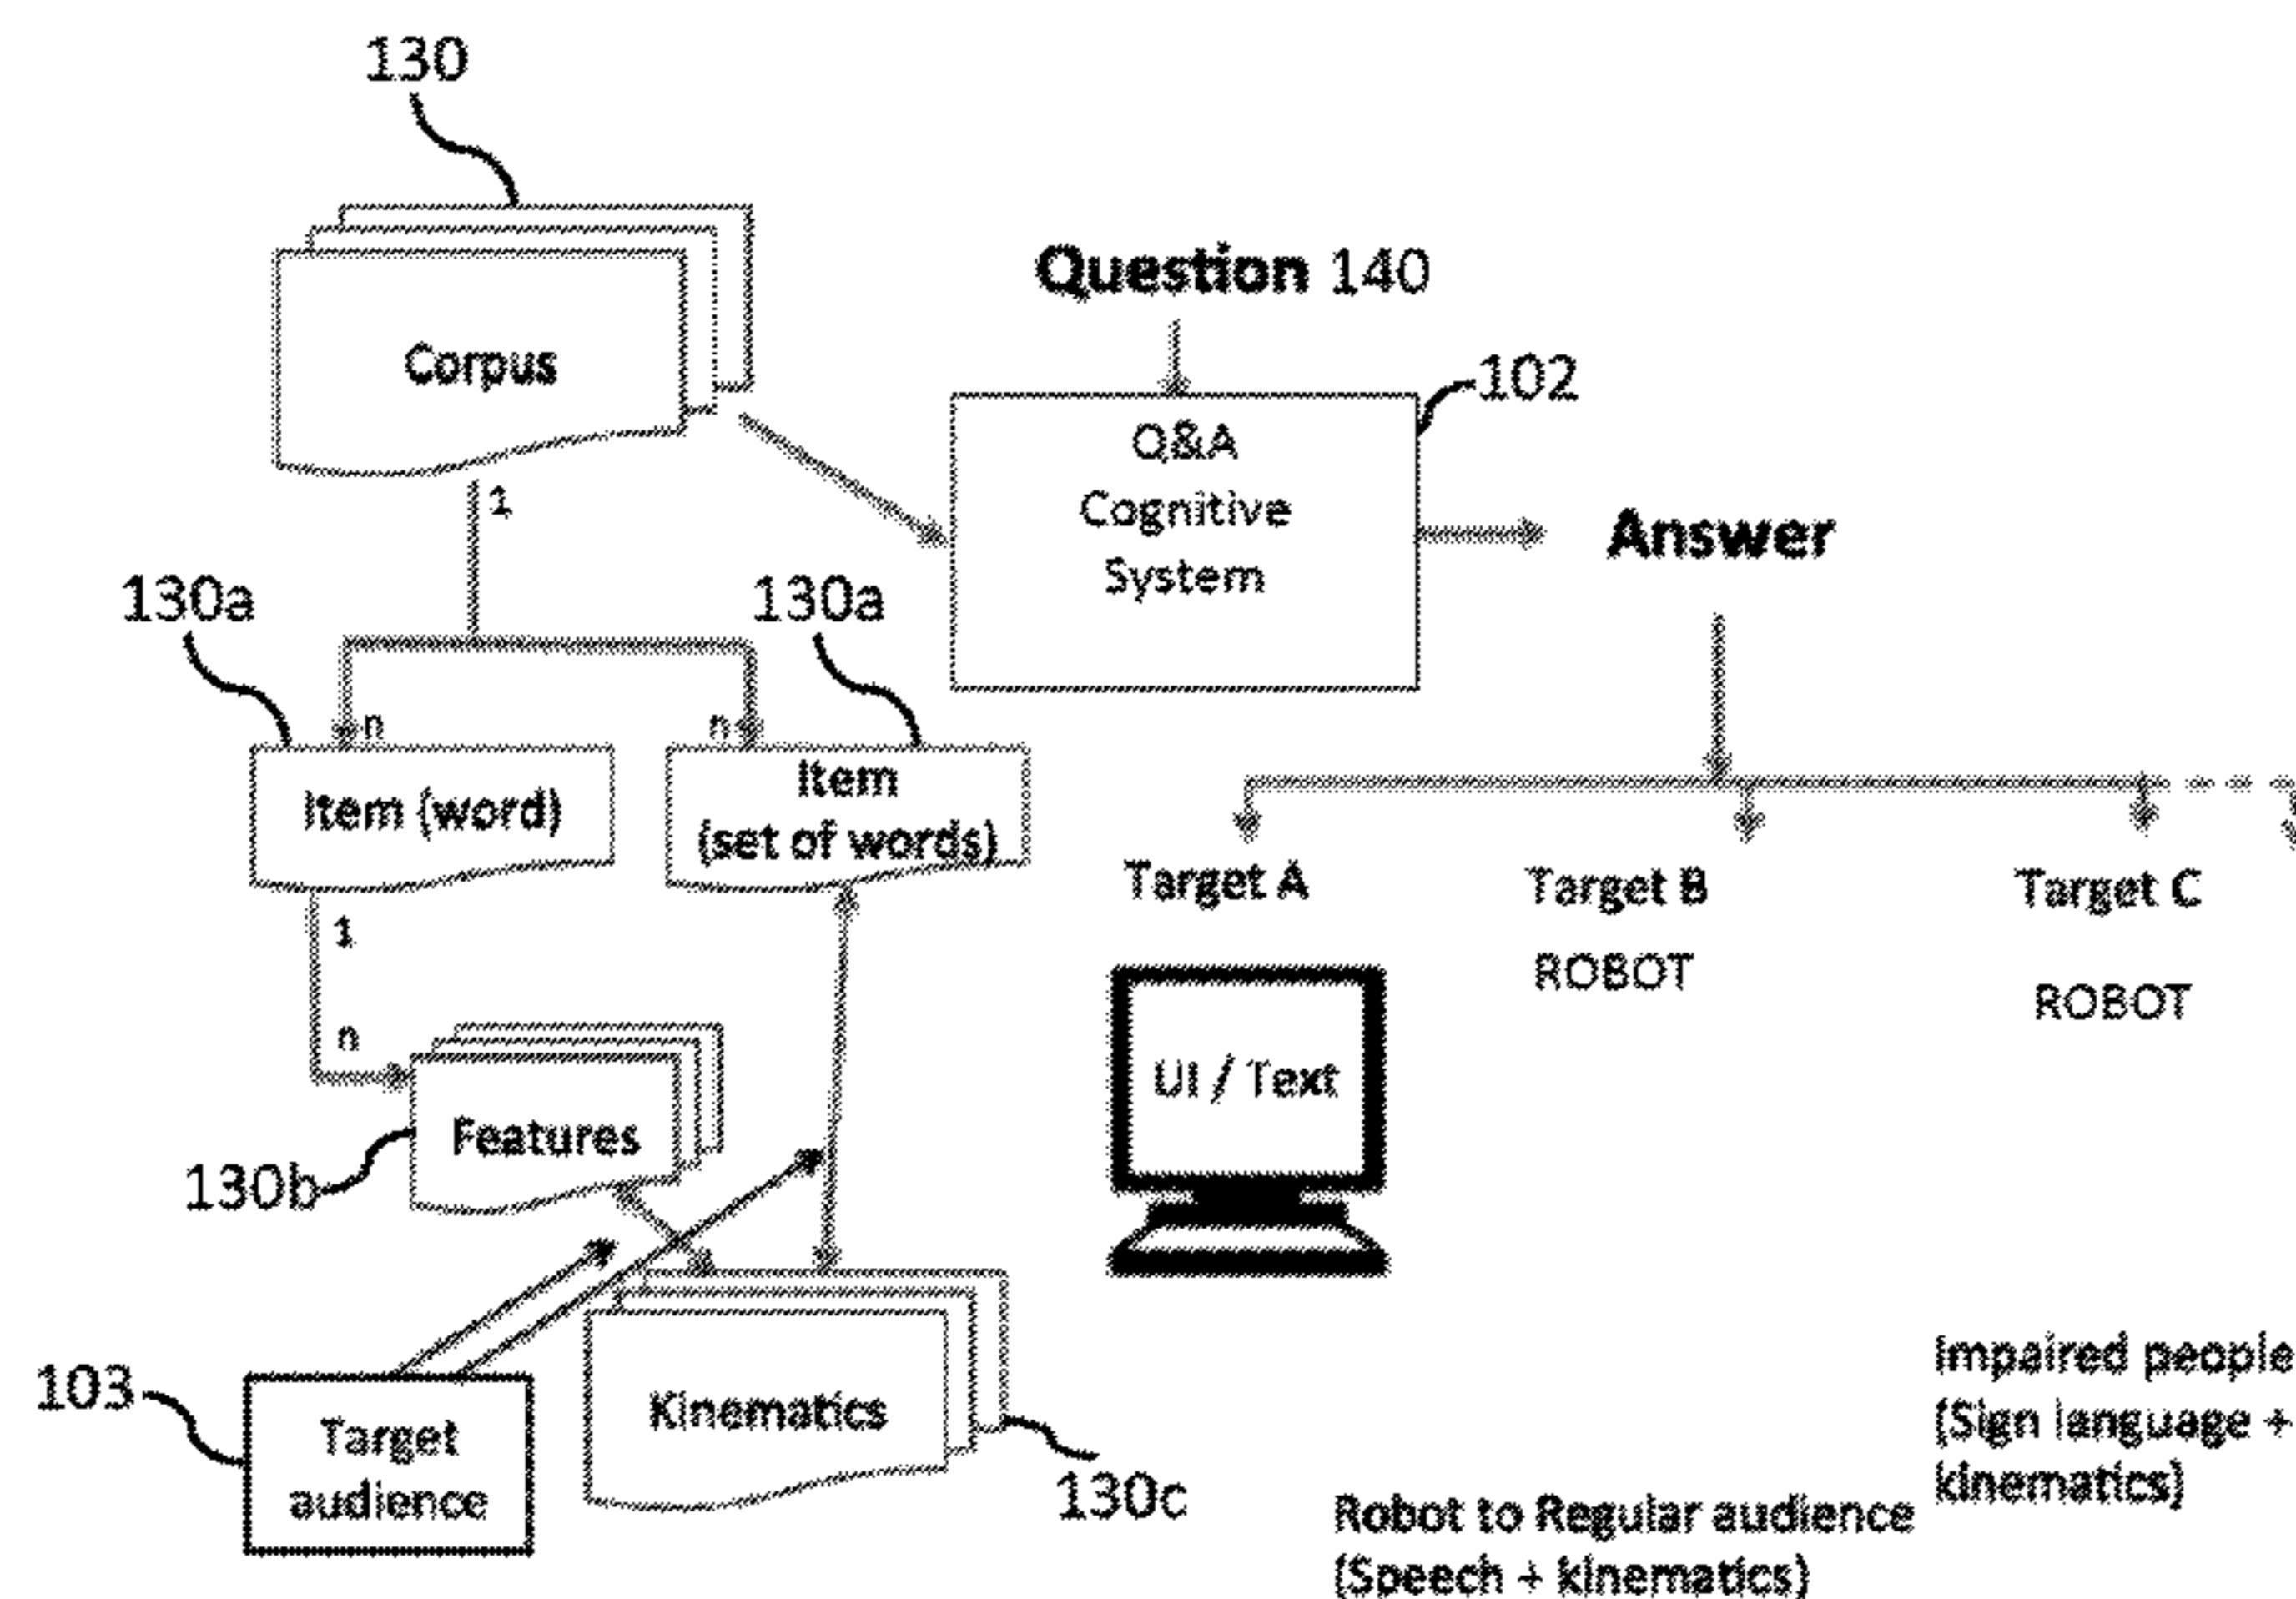 130
Question 140
Corpus
102
Q&A
Cognitive
System
1
Answer
130a
130a
n
n
Item (word)
Item
(set of words)
Target A
Target B
Target C
1
ROBOT
ROBOT
n
UI / Text
Features
130b
103
Target
audience
Kinematics
130c
Impaired people
(Sign language +
kinematics)
Robot to Regular audience
(Speech + kinematics)